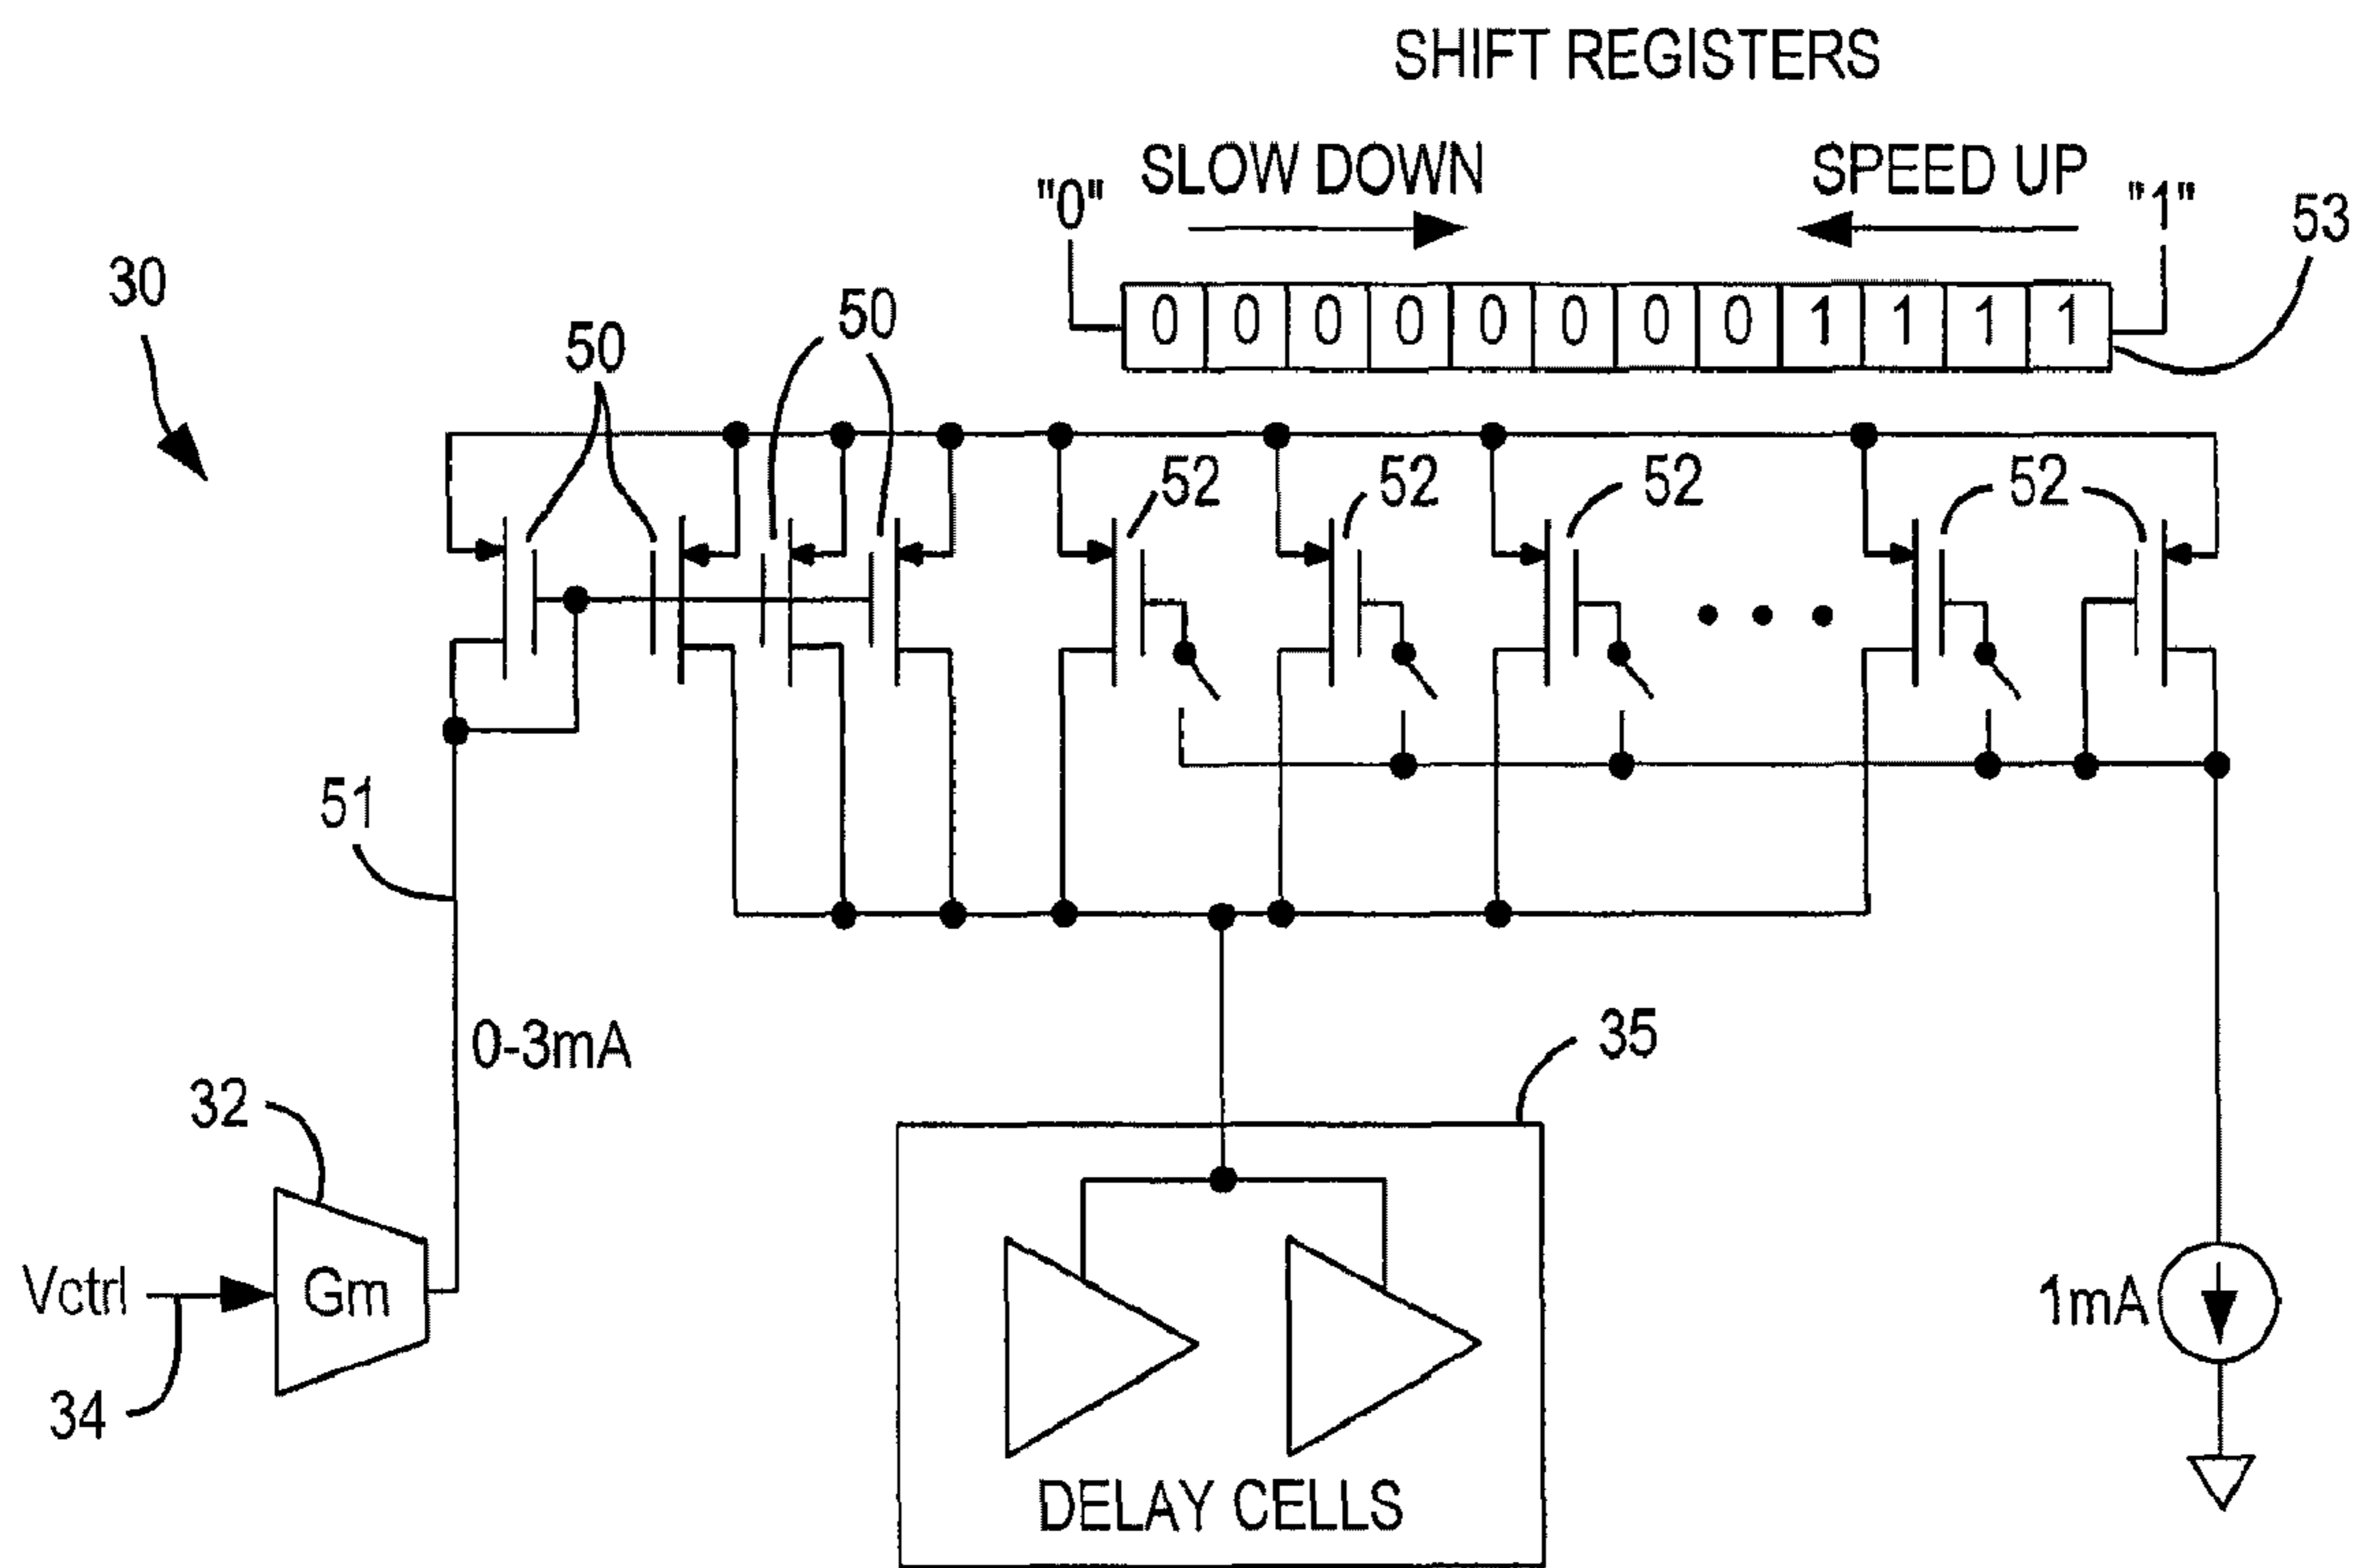 SHIFT REGISTERS
SLOW DOWN SPEED UP
"0" "1"
53
30
0 0 0 0 0 0 0 0 1 1 1 1
50 50
52 52 52 52
51
0-3mA
35
32
Vctrl Gm 1mA
34
DELAY CELLS